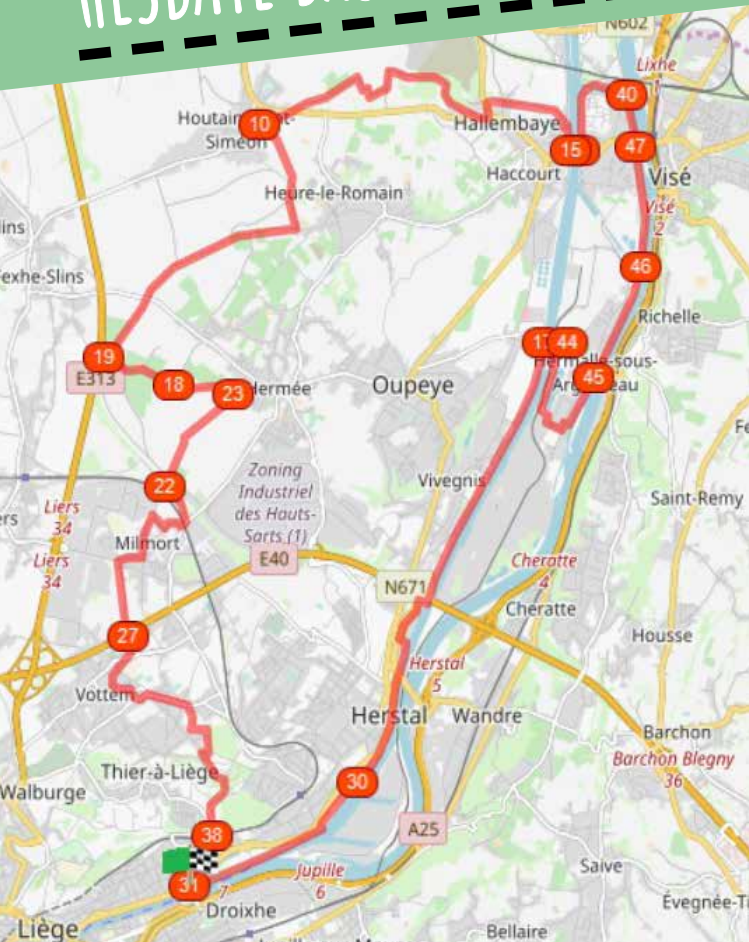 N602
Lixhe
1
40
10
Hallembaye
15
47
Haccourt
Visé
Heure-le-Romain
Visé
2
46
Richelle
19
E313
18
23
17
44
45
Oupeye
22
Zoning
Industriel
des Hauts-
Sarts (1)
Vivegnis
Saint-Remy
Liers
34
Milmort
Liers
34
E40
N671
Cheratte
4
Cheratte
27
Housse
Herstal
5
Vottem
Herstal
Wandre
Barchon
Barchon Blegny
36
Thier-à-Liège
30
Walburge
38
A25
31
7
Jupille
6
Saive
Droixhe
Liège
Bellaire